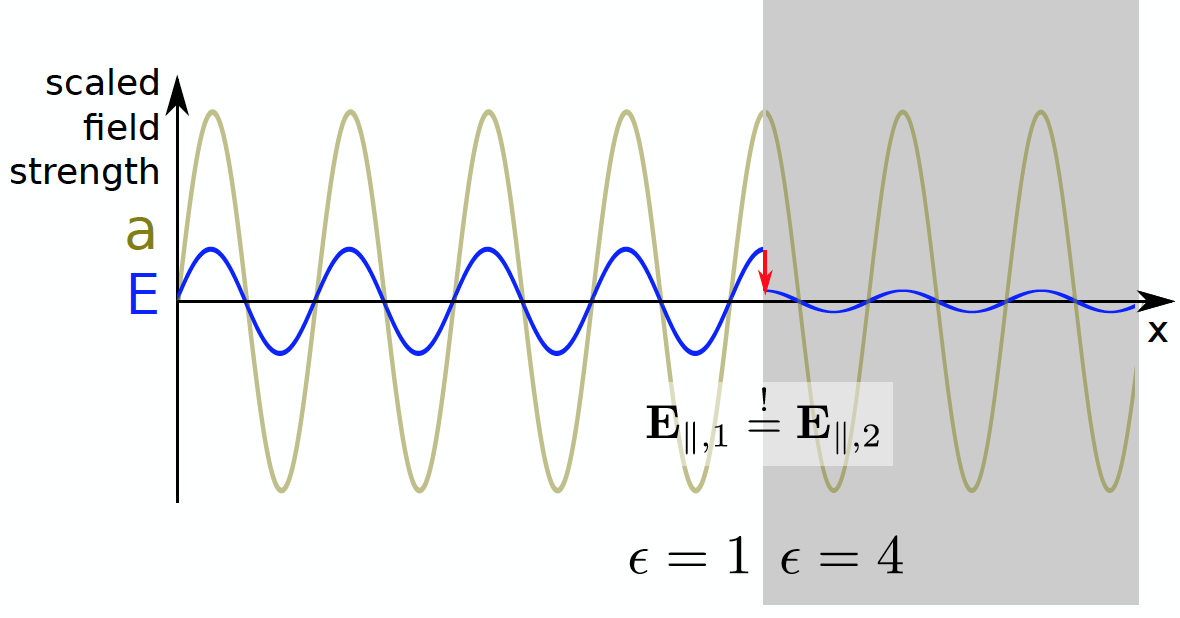 scaled
field
strength
a
E
x
!
E∥,1 = E∥,2
ϵ = 1 ϵ = 4